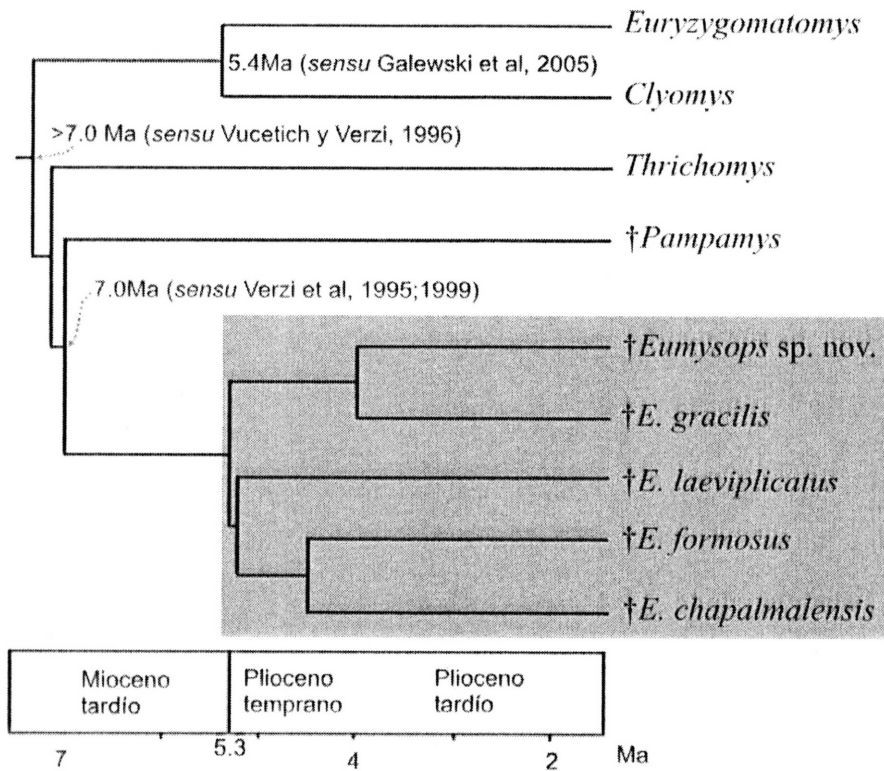 Euryzygomatomys
5.4Ma (sensu Galewski et al, 2005)
Clyomys
>7.0 Ma (sensu Vucetich y Verzi, 1996)
Thrichomys
†Pampamys
7.0Ma (sensu Verzi et al, 1995;1999)
†Eumysops sp. nov.
†E. gracilis
†E. laeviplicatus
†E. formosus
†E. chapalmalensis
Mioceno tardío
Plioceno temprano
Plioceno tardío
7 5.3 4 2 Ma